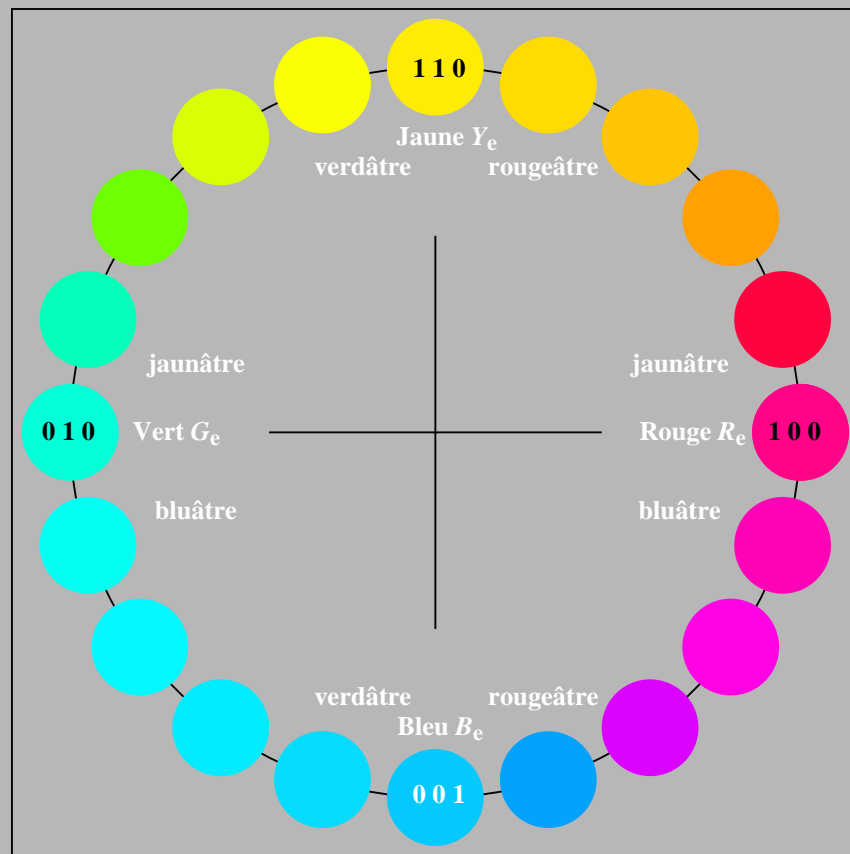 1 1 0
Jaune Ye
verdâtre rougeâtre
jaunâtre jaunâtre
0 1 0 Vert Ge Rouge Re 1 0 0
bluâtre bluâtre
verdâtre rougeâtre
Bleu Be
0 0 1